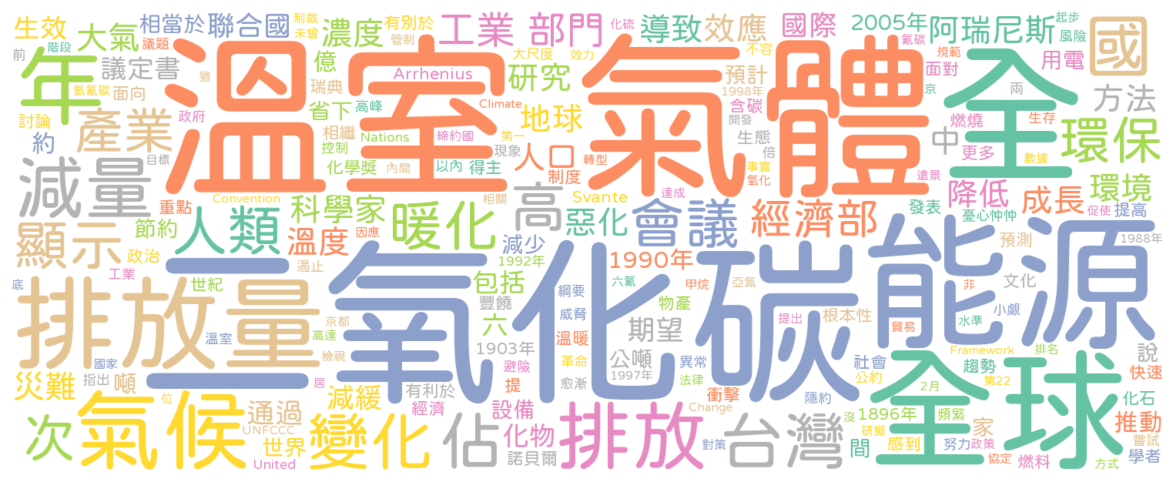 生效
相當於
聯合國
制裁
未曾
濃度
有別於
管制
工業
部門
化硫
導致
效應
國際
2005年
阿瑞尼斯
起步
風險
國
前
階段
議題
大氣
年
溫室氣體
全
大尺度
效力
不容
氟碳
規範
用電
議定書
億
Arrhenius
研究
預計
1998年
面對
氫氟碳
面向
瑞典
省下
高峰
Climate
含碳
京
兩
方法
討論
產業
政府
相繼
Nations
締約國
第一
地球
開發
燃燒
生存
約
控制
現象
人口
轉型
生態
倍
中
更多
數據
環保
目標
化學獎
內閣
以內
得主
制度
事實
氧化
遠景
減量
重點
Convention
科學家
相關
Svante
達成
降低
成長
環境
節約
人類
溫度
因應
暖化
高
惡化
會議
經濟部
發表
憂心忡忡
促使
提高
顯示
政治
遏止
減少
1992年
1990年
預測
1988年
工業
世紀
二氧化碳
能源
底
包括
六氟
甲烷
亞氮
非
文化
排放量
豐饒
綱要
物產
提出
根本性
貿易
水準
小覷
溫室
京都
高達
六
威脅
期望
檢視
1903年
溫暖
公噸
隱約
Framework
排名
說
國家
指出
居
避險
革命
1997年
異常
社會
趨勢
快速
災難
噸
減緩
有利於
提
愈漸
法律
衝擊
公約
2月
第22
全球
化石
位
次
氣候
通過
UNFCCC
經濟
設備
Change
排放
沒
1896年
頻繁
家
推動
世界
變化
佔
化物
對策
台灣
研擬
間
感到
努力
政策
嘗試
United
諾貝爾
協定
燃料
方式
學者